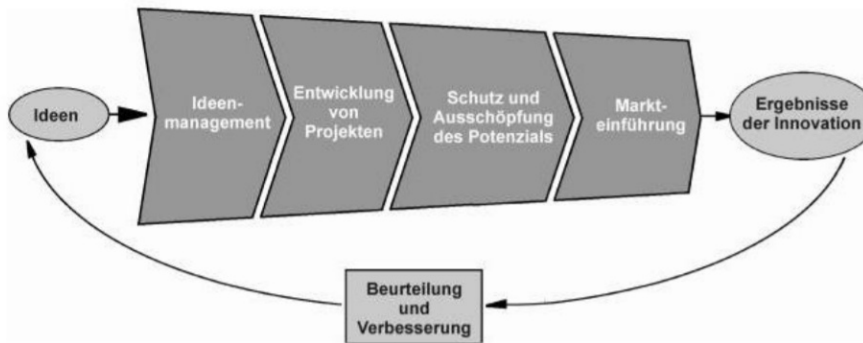 Ideen
Ideen-
management
Entwicklung
von
Projekten
Schutz und
Ausschöpfung
des Potenzials
Markt-
einführung
Ergebnisse
der Innovation
Beurteilung
und
Verbesserung